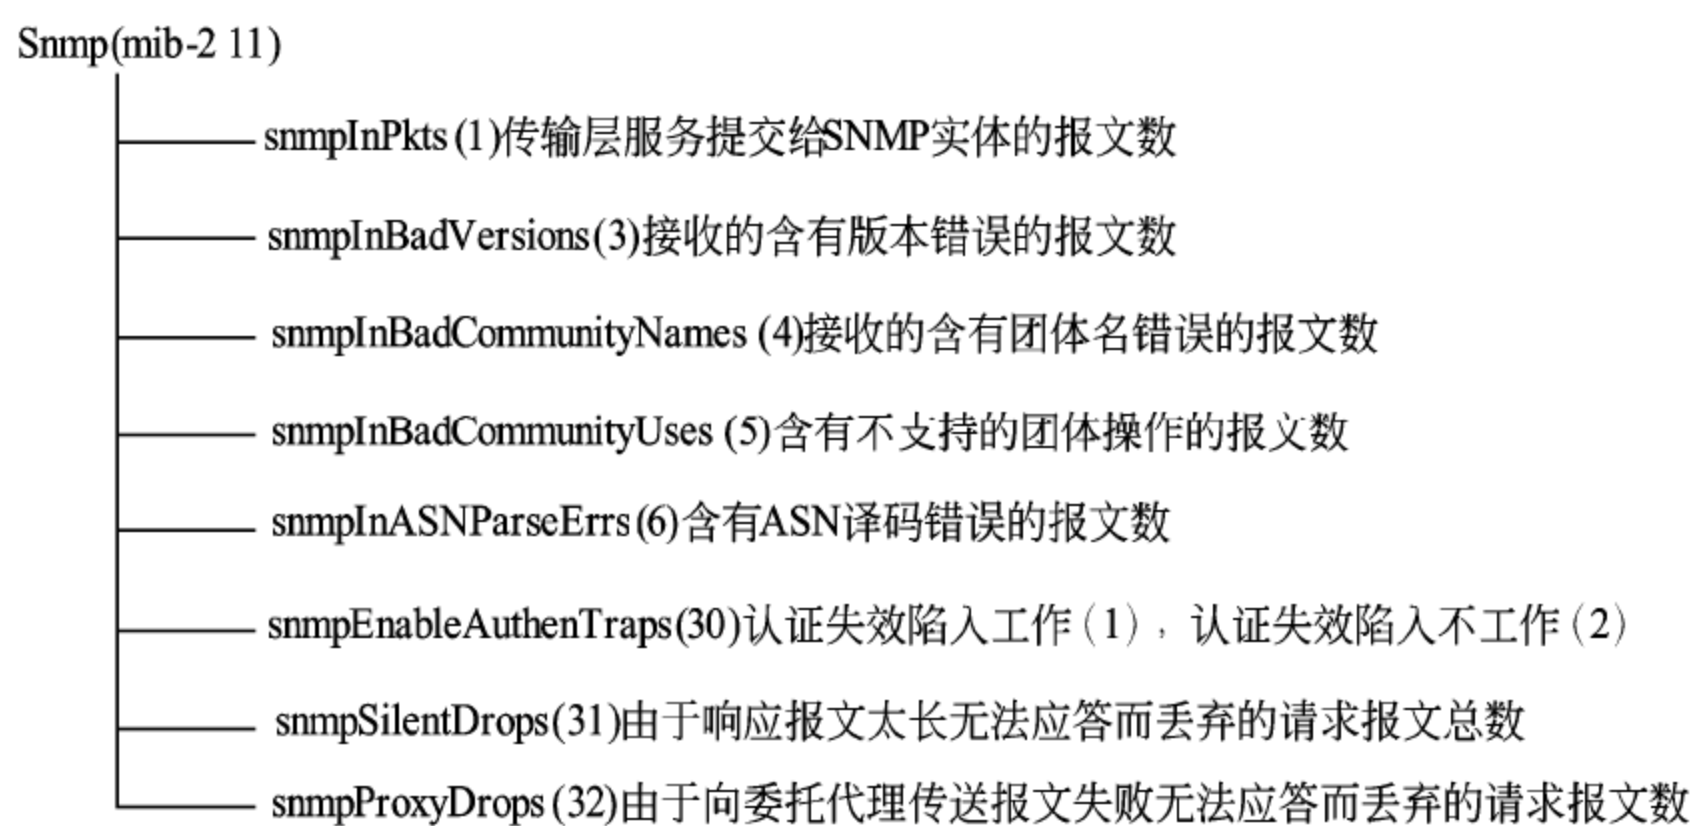 Snmp(mib-2 11)
snmpInPkts (1)传输层服务提交给SNMP实体的报文数
snmpInBadVersions(3)接收的含有版本错误的报文数
snmpInBadCommunityNames (4)接收的含有团体名错误的报文数
snmpInBadCommunityUses (5)含有不支持的团体操作的报文数
snmpInASNParseErrs(6)含有ASN译码错误的报文数
snmpEnableAuthenTraps(30)认证失效陷入工作(1)，认证失效陷入不工作(2)
snmpSilentDrops(31)由于响应报文太长无法应答而丢弃的请求报文总数
snmpProxyDrops (32)由于向委托代理传送报文失败无法应答而丢弃的请求报文数